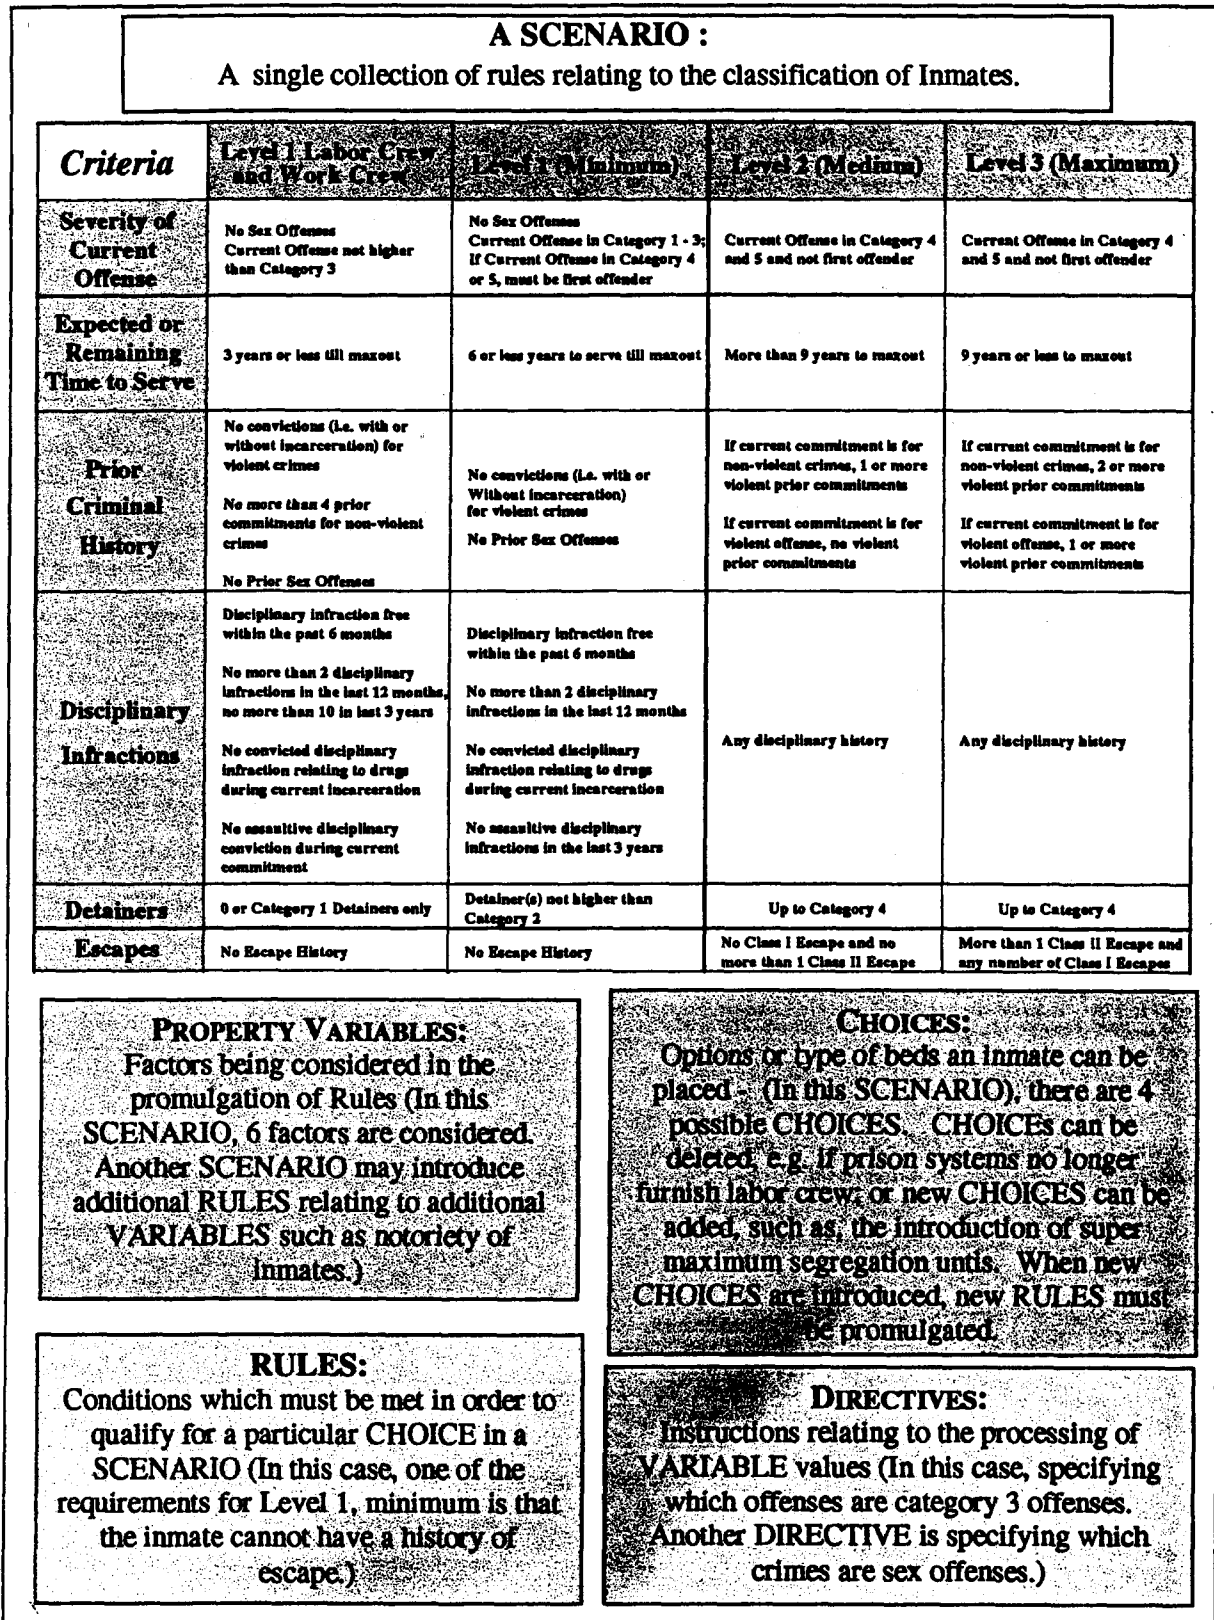 A SCENARIO :
A single collection of rules relating to the classification of Inmates.
Criteria
Level 1 Labor Crew
and Work Crew
Level 1 (Minimum)
Level 2 (Medium)
Level 3 (Maximum)
Severity of
Current
Offense
No Sex Offenses
Current Offense not higher
than Category 3
No Sex Offenses
Current Offense in Category 1 - 3;
If Current Offense in Category 4
or 5, must be first offender
Current Offense in Category 4
and 5 and not first offender
Current Offense in Category 4
and 5 and not first offender
Expected or
Remaining
Time to Serve
3 years or less till maxout
6 or less years to serve till maxout
More than 9 years to maxout
9 years or less to maxout
Prior
Criminal
History
No convictions (i.e. with or
without incarceration) for
violent crimes
No more than 4 prior
commitments for non-violent
crimes
No Prior Sex Offenses
No convictions (i.e. with or
Without incarceration)
for violent crimes
No Prior Sex Offenses
If current commitment is for
non-violent crimes, 1 or more
violent prior commitments
If current commitment is for
violent offense, no violent
prior commitments
If current commitment is for
non-violent crimes, 2 or more
violent prior commitments
If current commitment is for
violent offense, 1 or more
violent prior commitments
Disciplinary
Infractions
Disciplinary infraction free
within the past 6 months
No more than 2 disciplinary
infractions in the last 12 months,
no more than 10 in last 3 years
No convicted disciplinary
infraction relating to drugs
during current incarceration
No assaultive disciplinary
conviction during current
commitment
Disciplinary infraction free
within the past 6 months
No more than 2 disciplinary
infractions in the last 12 months
No convicted disciplinary
infraction relating to drugs
during current incarceration
No assaultive disciplinary
infractions in the last 3 years
Any disciplinary history
Any disciplinary history
Detainers
0 or Category 1 Detainers only
Detainer(s) not higher than
Category 2
Up to Category 4
Up to Category 4
Escapes
No Escape History
No Escape History
No Class I Escape and no
more than 1 Class II Escape
More than 1 Class II Escape and
any number of Class I Escapes
PROPERTY VARIABLES:
Factors being considered in the
promulgation of Rules (In this
SCENARIO, 6 factors are considered.
Another SCENARIO may introduce
additional RULES relating to additional
VARIABLES such as notoriety of
Inmates.)
CHOICES:
Options or type of beds an Inmate can be
placed - (In this SCENARIO), there are 4
possible CHOICES. CHOICEs can be
deleted, e.g. if prison systems no longer
furnish labor crew, or new CHOICES can be
added, such as, the introduction of super
maximum segregation untis. When new
CHOICES are introduced, new RULES must
be promulgated.
RULES:
Conditions which must be met in order to
qualify for a particular CHOICE in a
SCENARIO (In this case, one of the
requirements for Level 1, minimum is that
the inmate cannot have a history of
escape.)
DIRECTIVES:
Instructions relating to the processing of
VARIABLE values (In this case, specifying
which offenses are category 3 offenses.
Another DIRECTIVE is specifying which
crimes are sex offenses.)